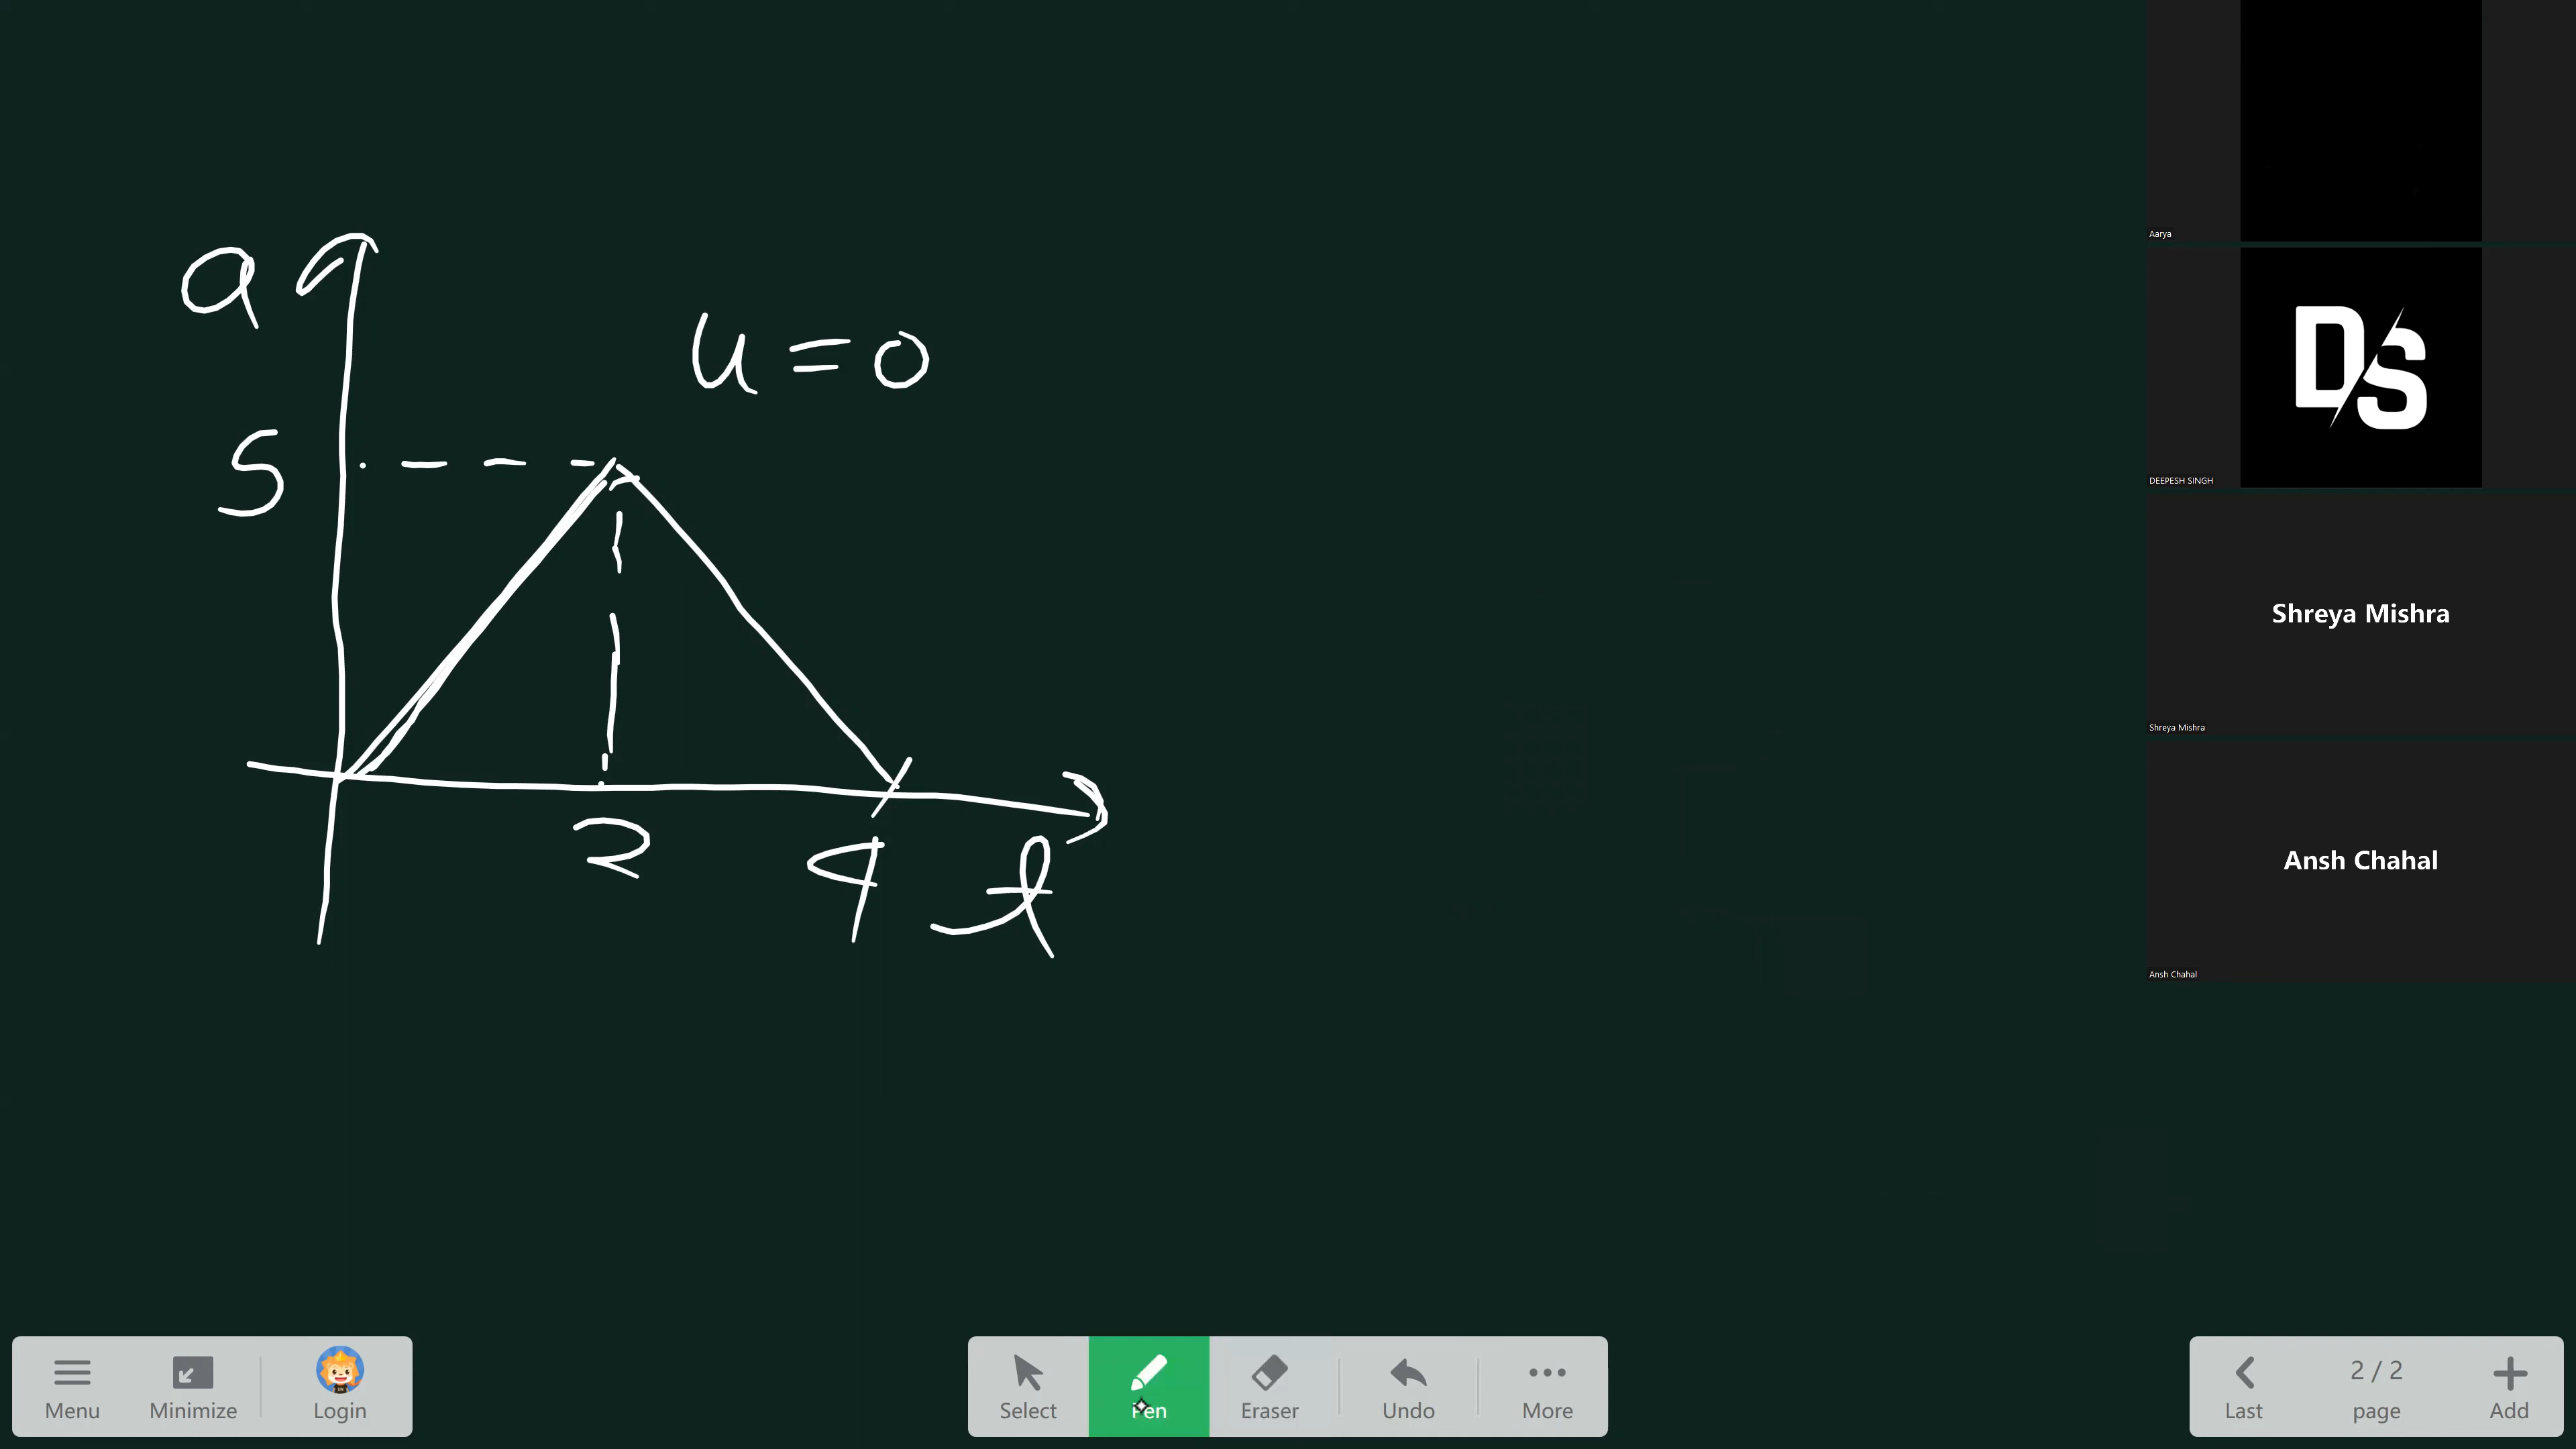 a
u = 0
5
2
4
t
Aarya
DS
DEEPESH SINGH
Shreya Mishra
Shreya Mishra
Ansh Chahal
Ansh Chahal
Menu
Minimize
Login
Select
Pen
Eraser
Undo
More
Last
2 / 2
page
Add